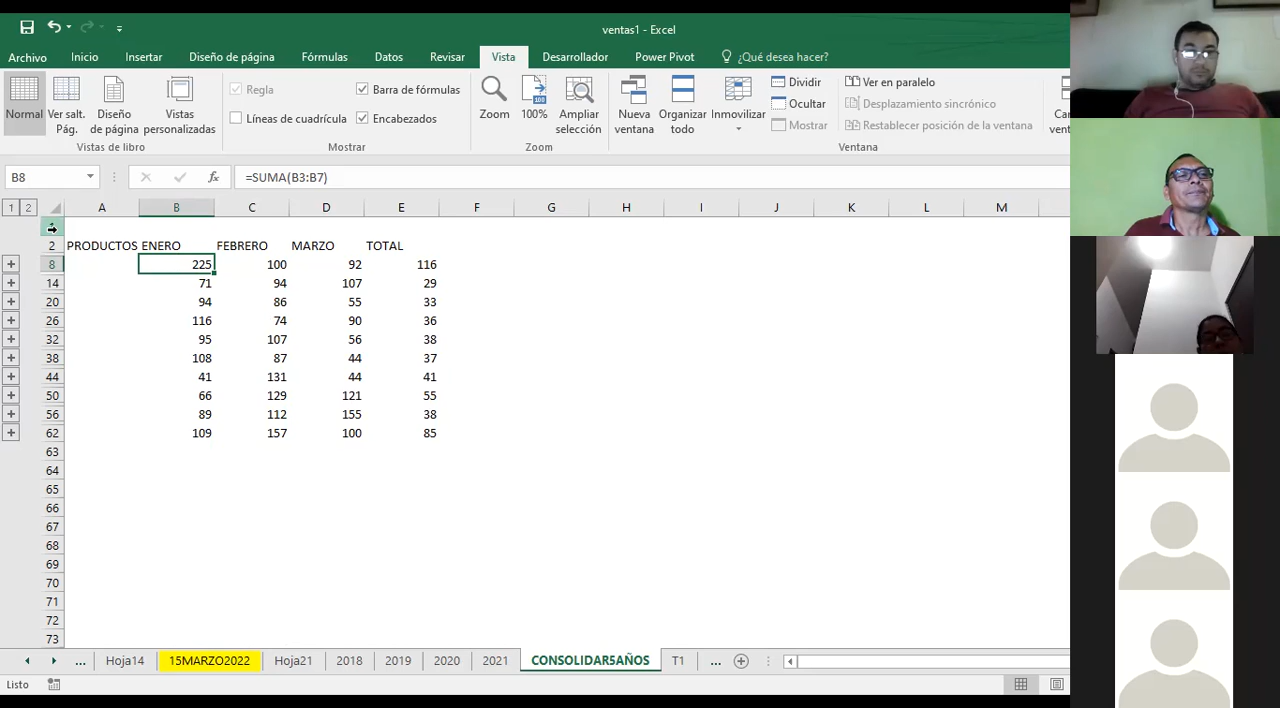 ventas1 - Excel
Archivo Inicio Insertar Diseño de página Fórmulas Datos Revisar Vista Desarrollador Power Pivot ¿Qué desea hacer?
Normal
Ver salt. Pág.
Diseño de página
Vistas personalizadas
Vistas de libro
Regla
Barra de fórmulas
Líneas de cuadrícula
Encabezados
Mostrar
Zoom
100
100%
Ampliar selección
Zoom
Nueva ventana
Organizar todo
Inmovilizar
Dividir
Ocultar
Mostrar
Ver en paralelo
Desplazamiento sincrónico
Restablecer posición de la ventana
Ventana
B8 fx =SUMA(B3:B7)
1 2 A B C D E F G H I J K L M
2 PRODUCTOS ENERO FEBRERO MARZO TOTAL
+ 8 225 100 92 116
+ 14 71 94 107 29
+ 20 94 86 55 33
+ 26 116 74 90 36
+ 32 95 107 56 38
+ 38 108 87 44 37
+ 44 41 131 44 41
+ 50 66 129 121 55
+ 56 89 112 155 38
+ 62 109 157 100 85
63
64
65
66
67
68
69
70
71
72
73
... Hoja14 15MARZO2022 Hoja21 2018 2019 2020 2021 CONSOLIDAR5AÑOS T1 ...
Listo